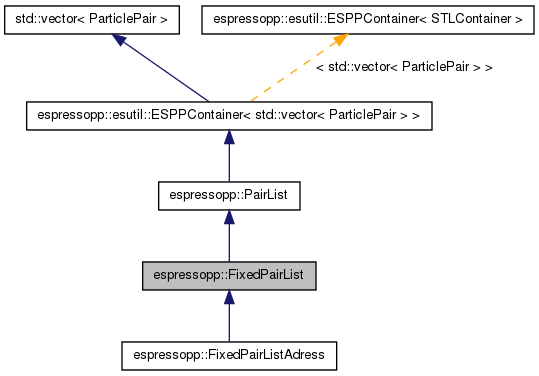 std::vector< ParticlePair >
espressopp::esutil::ESPPContainer< STLContainer >
< std::vector< ParticlePair > >
espressopp::esutil::ESPPContainer< std::vector< ParticlePair > >
espressopp::PairList
espressopp::FixedPairList
espressopp::FixedPairListAdress